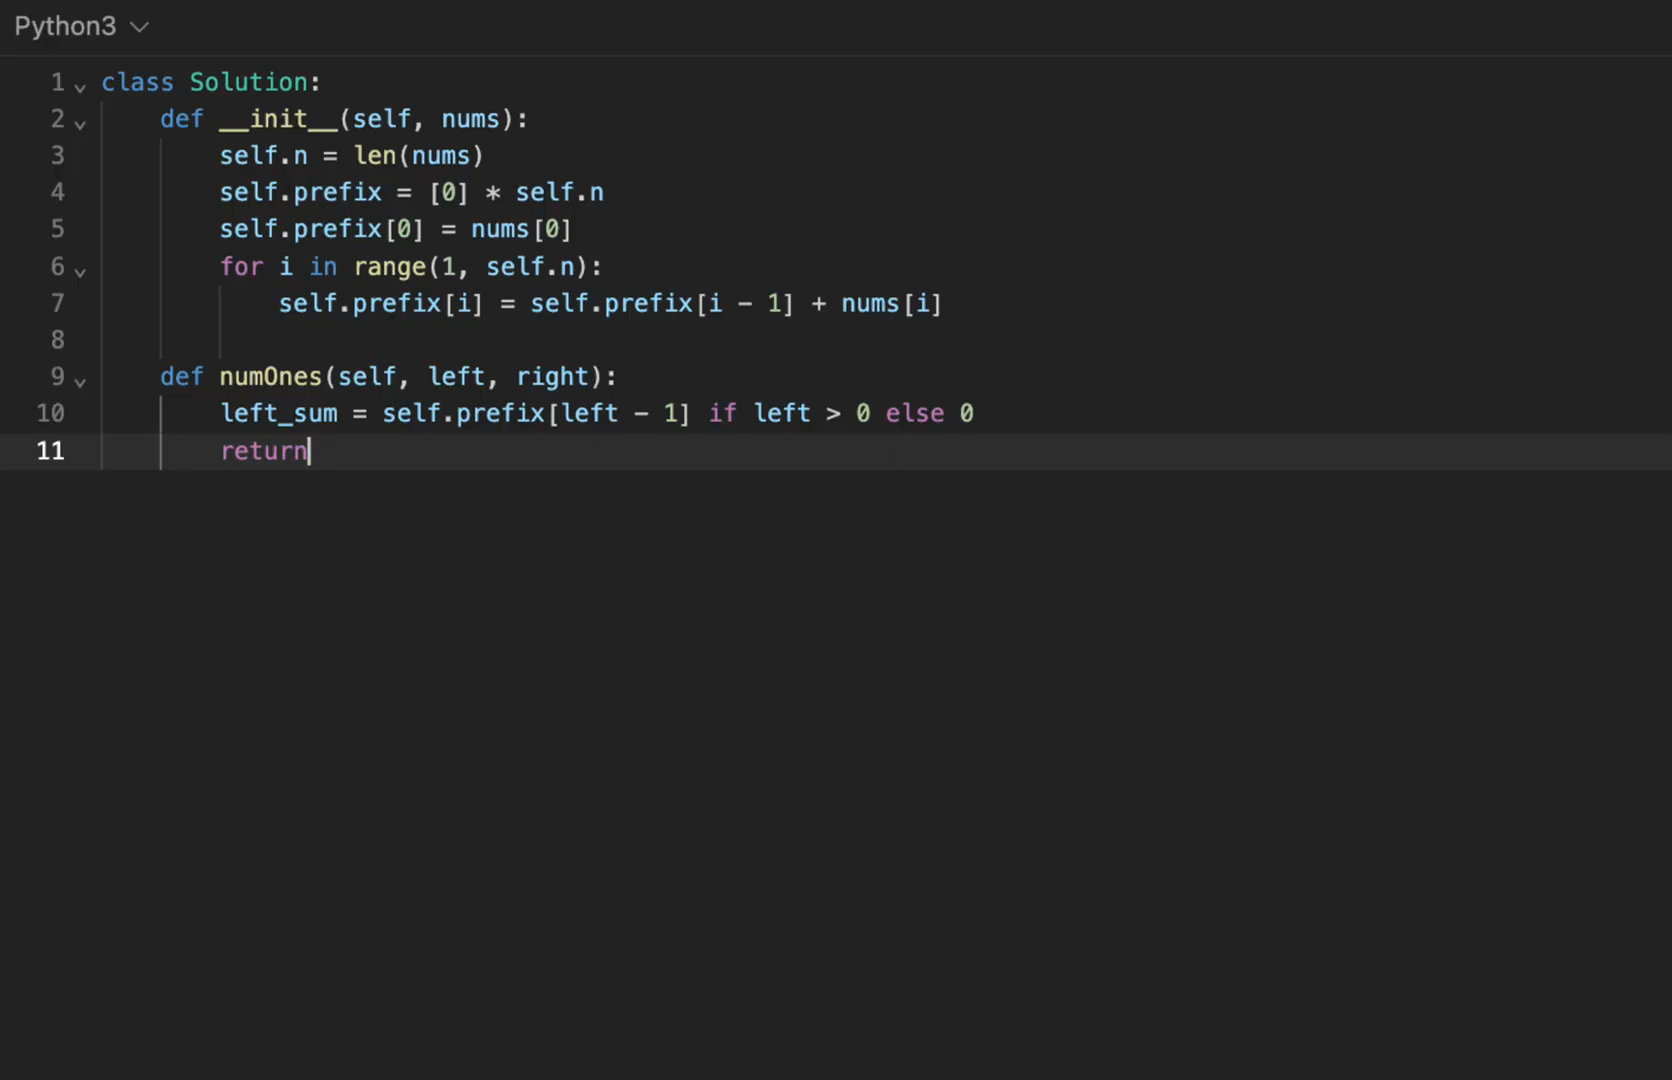 Python3
1 class Solution:
2 def __init__(self, nums):
3 self.n = len(nums)
4 self.prefix = [0] * self.n
5 self.prefix[0] = nums[0]
6 for i in range(1, self.n):
7 self.prefix[i] = self.prefix[i - 1] + nums[i]
8
9 def numOnes(self, left, right):
10 left_sum = self.prefix[left - 1] if left > 0 else 0
11 return